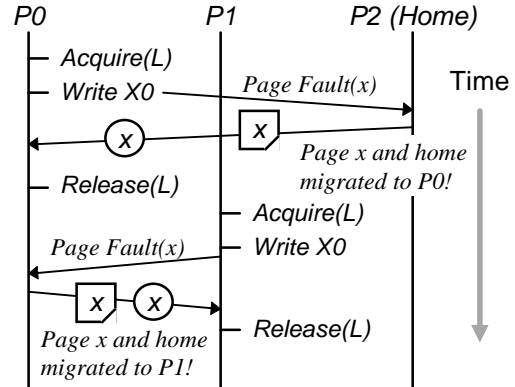 P0 P1 P2 (Home)
Acquire(L)
Write X0 Page Fault(x) Time
x x
Page x and home
migrated to P0!
Release(L)
Acquire(L)
Page Fault(x) Write X0
x x
Release(L)
Page x and home
migrated to P1!